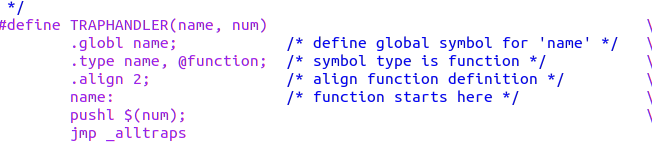 */
#define TRAPHANDLER(name, num) \
.globl name; /* define global symbol for 'name' */ \
.type name, @function; /* symbol type is function */ \
.align 2; /* align function definition */ \
name: /* function starts here */ \
pushl $(num); \
jmp _alltraps